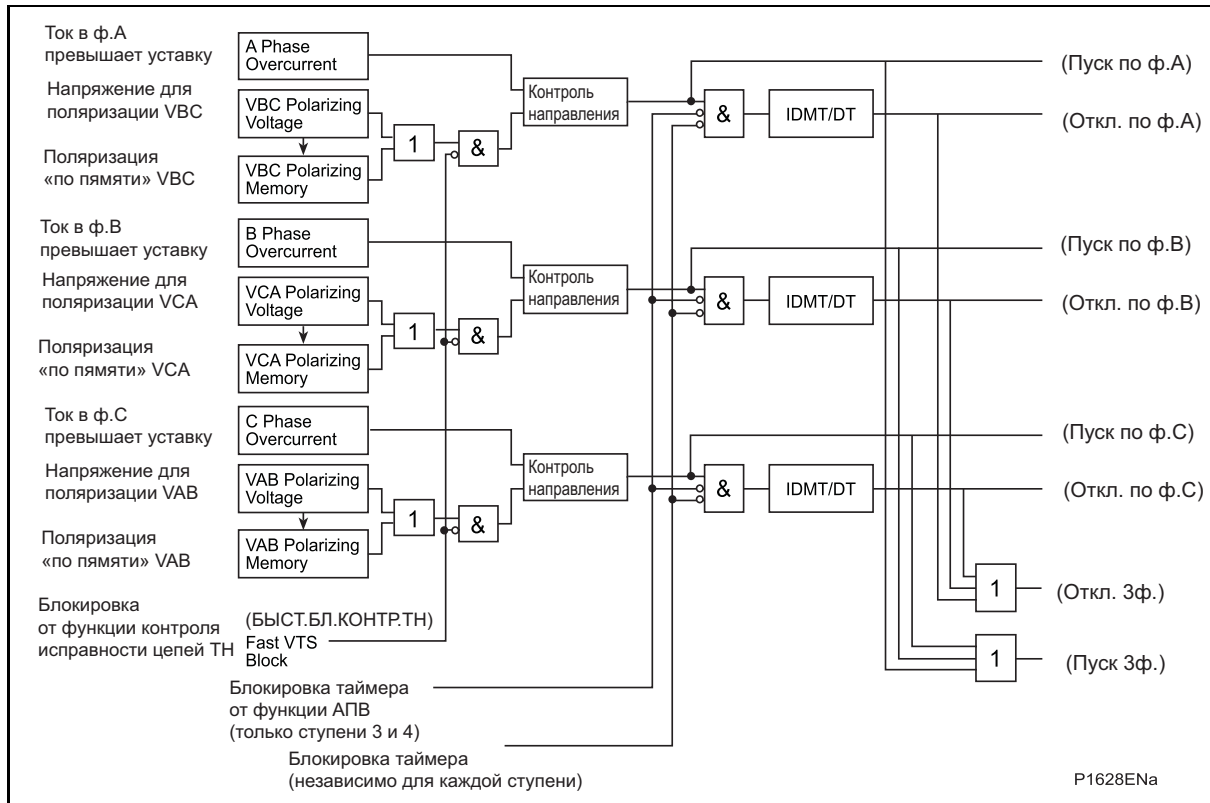 Ток в ф.А
превышает уставку
A Phase
Overcurrent
Напряжение для
поляризации VBC
VBC Polarizing
Voltage
Поляризация
«по пямяти» VBC
VBC Polarizing
Memory
1
&
Контроль
направления
&
IDMT/DT
(Пуск по ф.А)
(Откл. по ф.А)
Ток в ф.В
превышает уставку
B Phase
Overcurrent
Напряжение для
поляризации VCA
VCA Polarizing
Voltage
Поляризация
«по пямяти» VCA
VCA Polarizing
Memory
1
&
Контроль
направления
&
IDMT/DT
(Пуск по ф.В)
(Откл. по ф.В)
Ток в ф.С
превышает уставку
C Phase
Overcurrent
Напряжение для
поляризации VAB
VAB Polarizing
Voltage
Поляризация
«по пямяти» VAB
VAB Polarizing
Memory
1
&
Контроль
направления
&
IDMT/DT
(Пуск по ф.С)
(Откл. по ф.С)
1
(Откл. 3ф.)
1
(Пуск 3ф.)
Блокировка
от функции контроля
исправности цепей ТН
(БЫСТ.БЛ.КОНТР.ТН)
Fast VTS
Block
Блокировка таймера
от функции АПВ
(только ступени 3 и 4)
Блокировка таймера
(независимо для каждой ступени)
P1628ENa